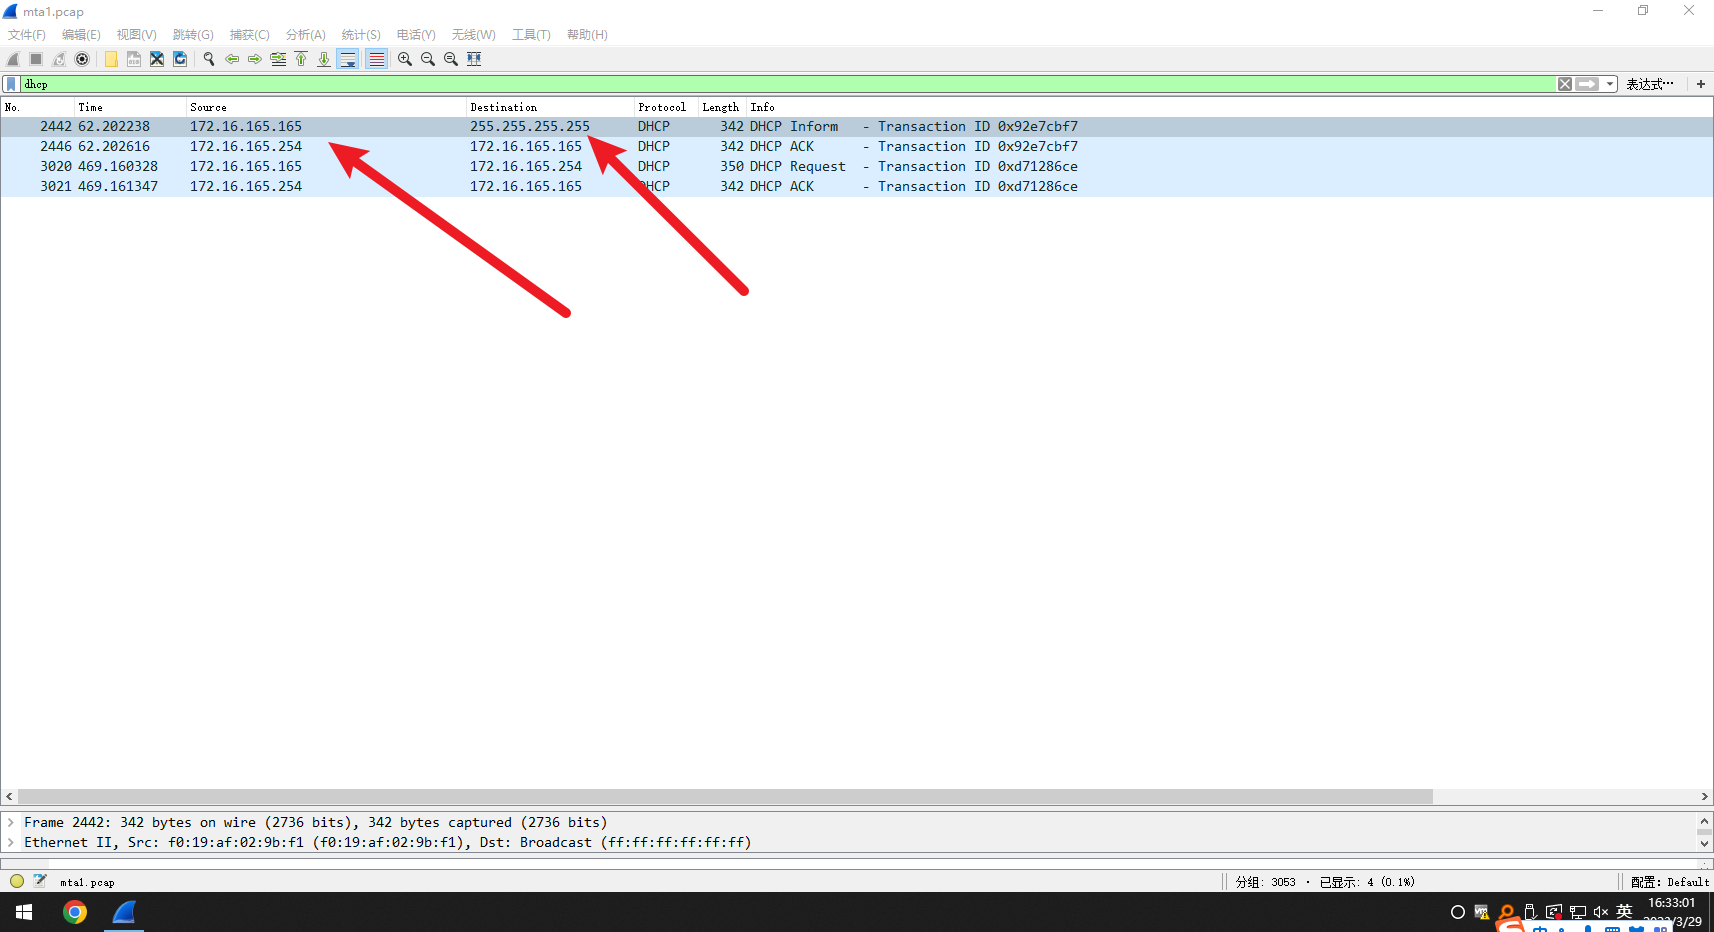 mta1.pcap
文件(F) 编辑(E) 视图(V) 跳转(G) 捕获(C) 分析(A) 统计(S) 电话(Y) 无线(W) 工具(T) 帮助(H)
dhcp 表达式… +
No. Time Source Destination Protocol Length Info
2442 62.202238 172.16.165.165 255.255.255.255 DHCP 342 DHCP Inform - Transaction ID 0x92e7cbf7
2446 62.202616 172.16.165.254 172.16.165.165 DHCP 342 DHCP ACK - Transaction ID 0x92e7cbf7
3020 469.160328 172.16.165.165 172.16.165.254 DHCP 350 DHCP Request - Transaction ID 0xd71286ce
3021 469.161347 172.16.165.254 172.16.165.165 DHCP 342 DHCP ACK - Transaction ID 0xd71286ce
Frame 2442: 342 bytes on wire (2736 bits), 342 bytes captured (2736 bits)
Ethernet II, Src: f0:19:af:02:9b:f1 (f0:19:af:02:9b:f1), Dst: Broadcast (ff:ff:ff:ff:ff:ff)
mta1.pcap 分组: 3053 · 已显示: 4 (0.1%) 配置: Default
英 16:33:01
/3/29